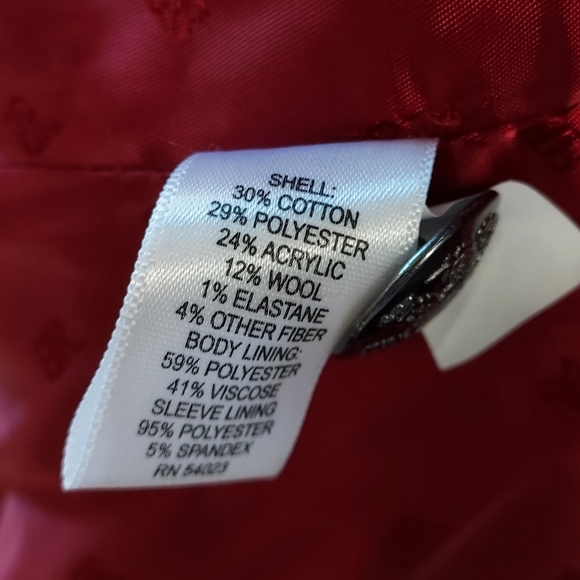 SHELL:
30% COTTON
29% POLYESTER
24% ACRYLIC
12% WOOL
1% ELASTANE
4% OTHER FIBER
BODY LINING:
59% POLYESTER
41% VISCOSE
SLEEVE LINING
95% POLYESTER
5% SPANDEX
RN 54023